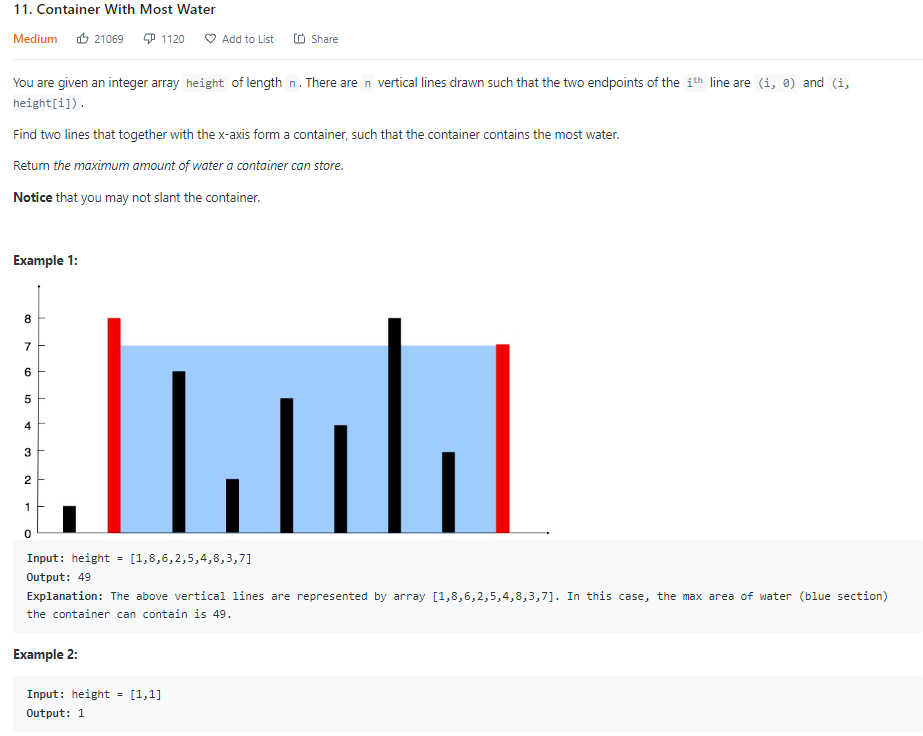 11. Container With Most Water
Medium 21069 1120 Add to List Share
You are given an integer array height of length n. There are n vertical lines drawn such that the two endpoints of the ith line are (i, 0) and (i,
height[i]).
Find two lines that together with the x-axis form a container, such that the container contains the most water.
Return the maximum amount of water a container can store.
Notice that you may not slant the container.
Example 1:
8
7
6
5
4
3
2
1
0
Input: height = [1,8,6,2,5,4,8,3,7]
Output: 49
Explanation: The above vertical lines are represented by array [1,8,6,2,5,4,8,3,7]. In this case, the max area of water (blue section)
the container can contain is 49.
Example 2:
Input: height = [1,1]
Output: 1